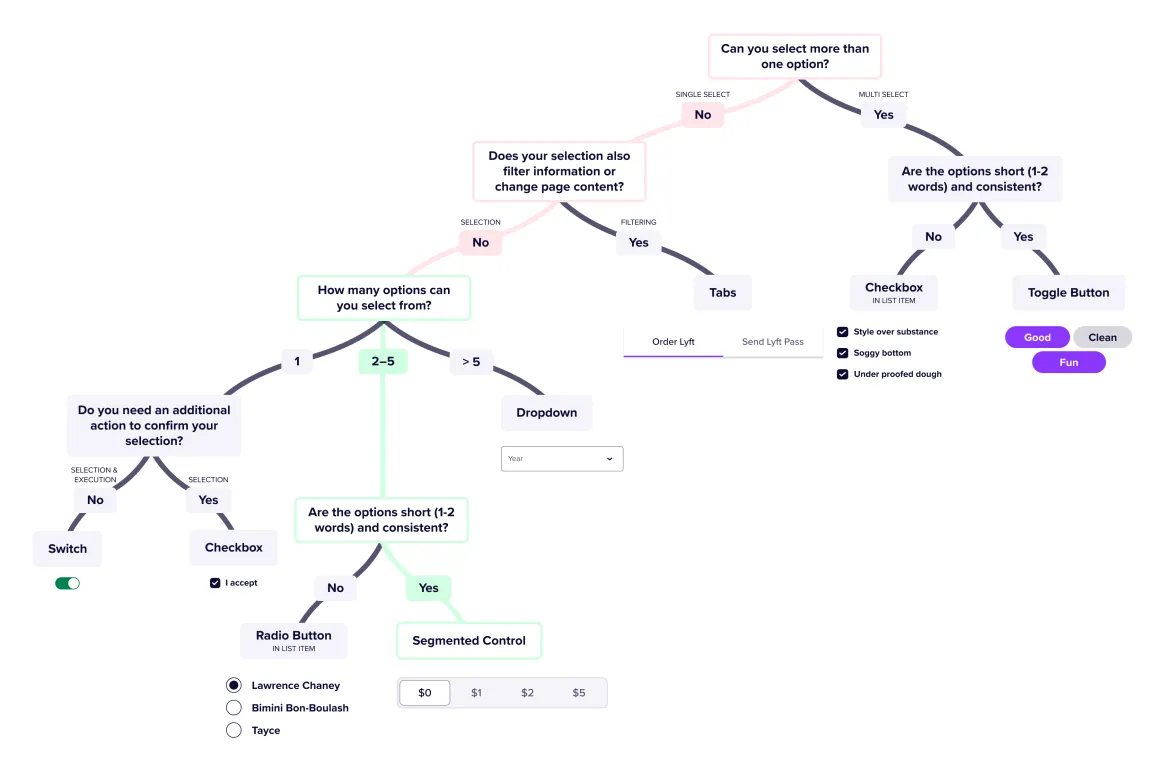 Can you select more than
one option?
SINGLE SELECT
No
MULTI SELECT
Yes
Does your selection also
filter information or
change page content?
Are the options short (1-2
words) and consistent?
SELECTION
No
FILTERING
Yes
No
Yes
How many options can
you select from?
Tabs
Checkbox
IN LIST ITEM
Toggle Button
Order Lyft
Send Lyft Pass
Style over substance
Soggy bottom
Under proofed dough
Good
Clean
Fun
1
2–5
> 5
Do you need an additional
action to confirm your
selection?
Dropdown
Year
SELECTION &
EXECUTION
No
SELECTION
Yes
Are the options short (1-2
words) and consistent?
Switch
Checkbox
I accept
No
Yes
Radio Button
IN LIST ITEM
Segmented Control
Lawrence Chaney
Bimini Bon-Boulash
Tayce
$0
$1
$2
$5